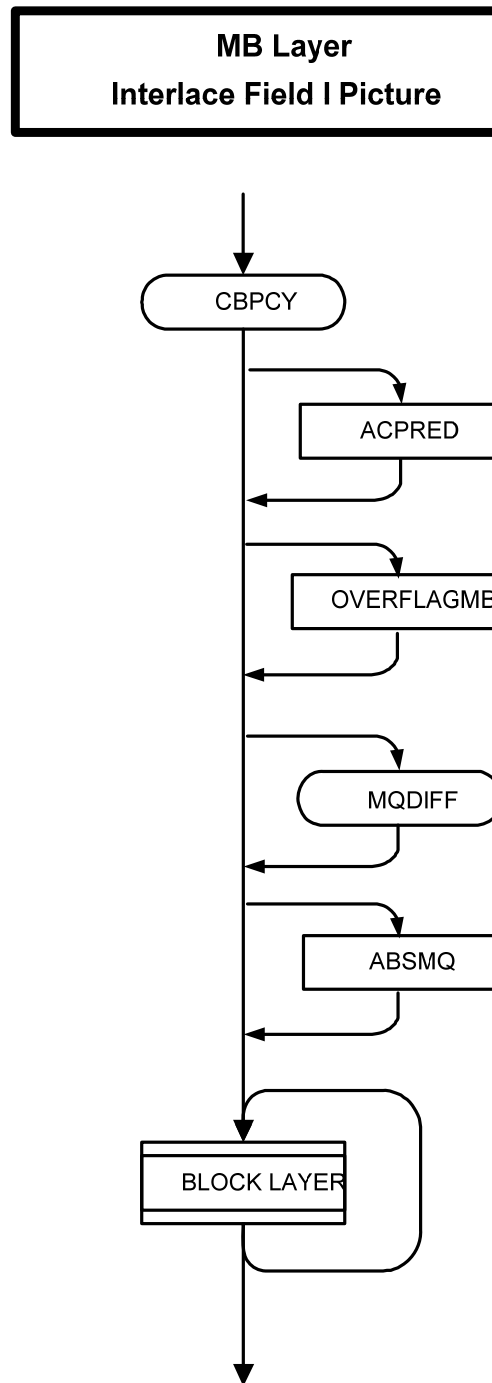 MB Layer
Interlace Field I Picture
CBPCY
ACPRED
OVERFLAGMB
MQDIFF
ABSMQ
BLOCK LAYER